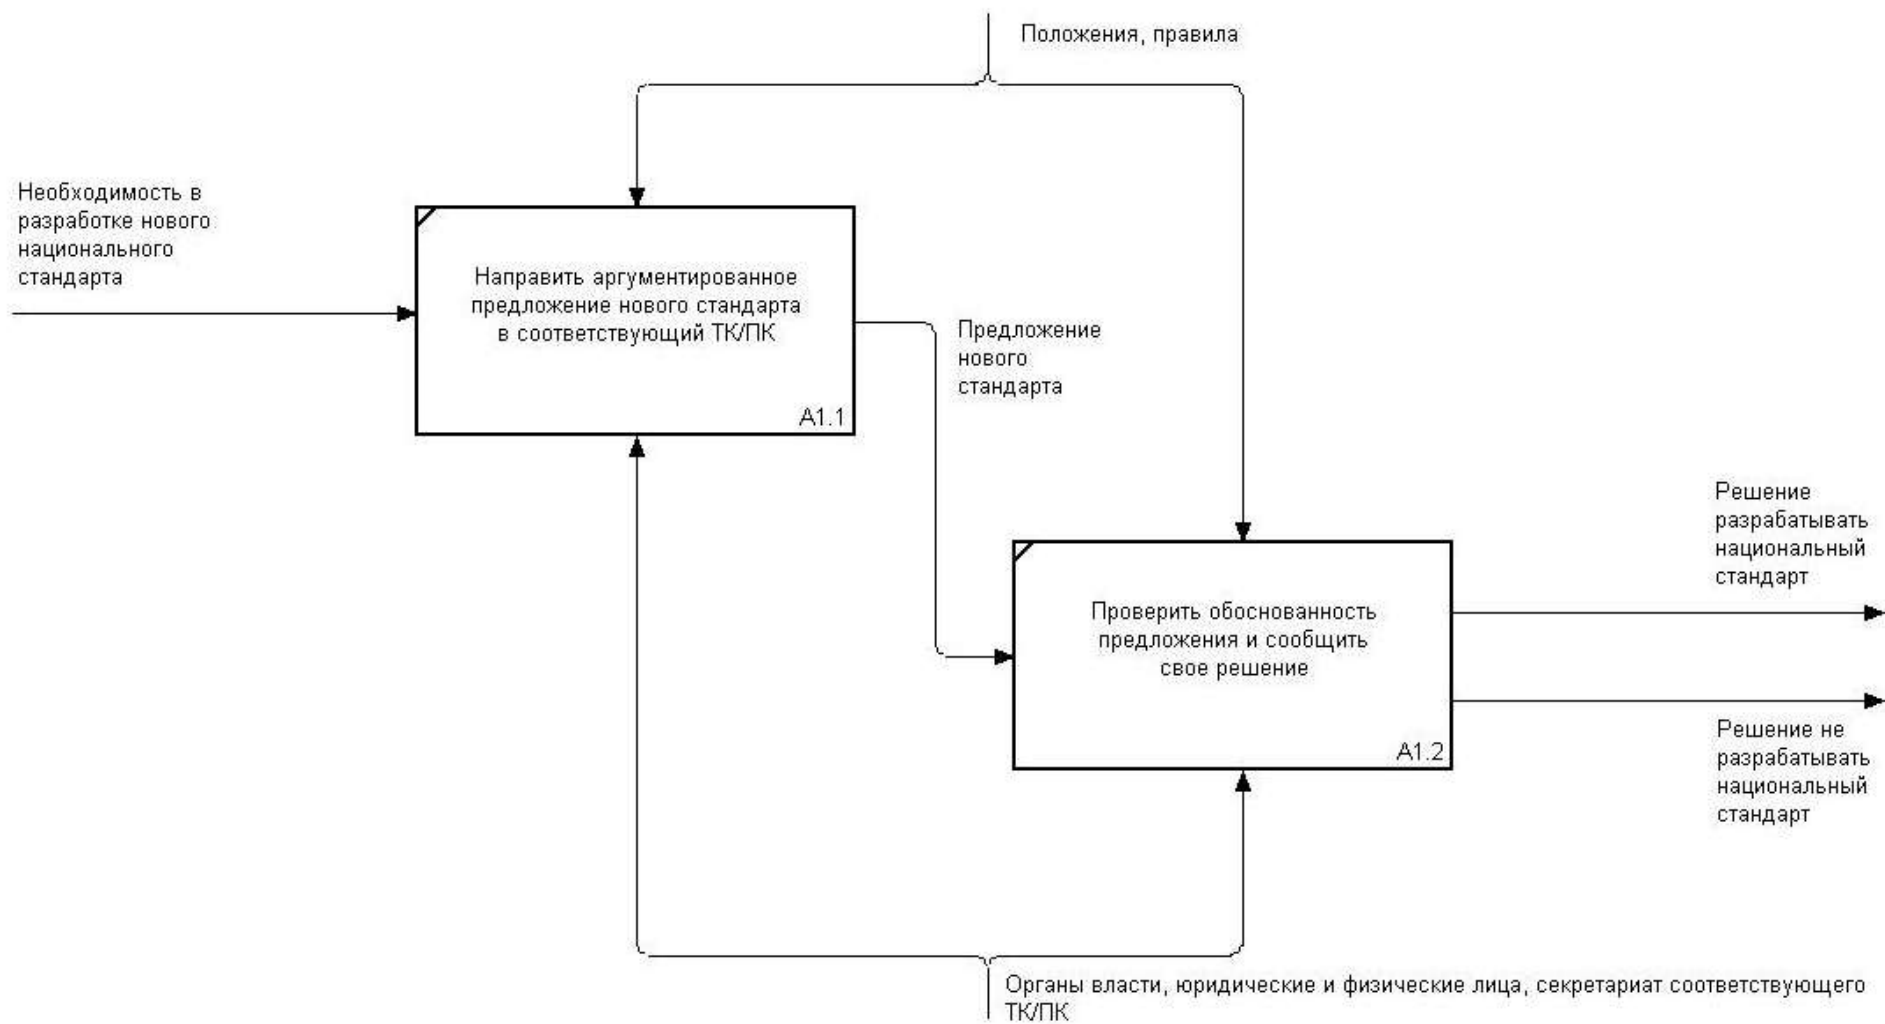 Положения, правила
Необходимость в
разработке нового
национального
стандарта
Направить аргументированное
предложение нового стандарта
в соответствующий ТК/ПК
А1.1
Предложение
нового
стандарта
Решение
разрабатывать
национальный
стандарт
Проверить обоснованность
предложения и сообщить
свое решение
А1.2
Решение не
разрабатывать
национальный
стандарт
Органы власти, юридические и физические лица, секретариат соответствующего
ТК/ПК